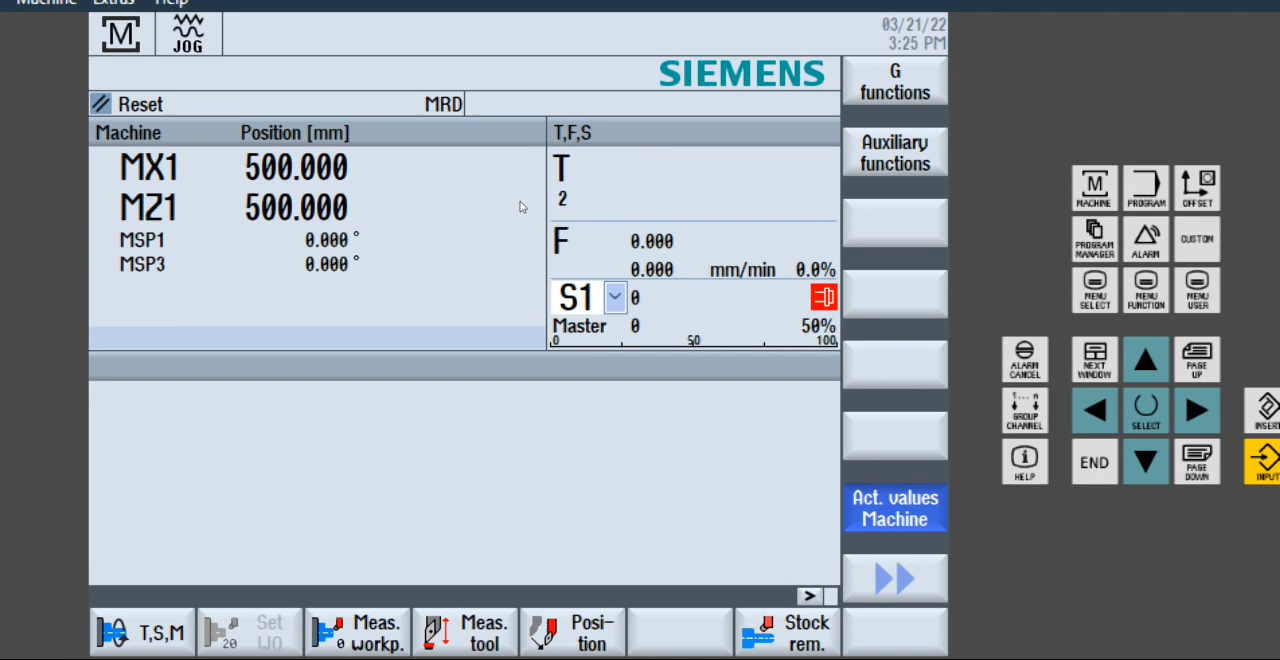 Machine Extras Help
M
JOG
03/21/22
3:25 PM
SIEMENS
Reset
MRD
Machine Position [mm]
MX1 500.000
MZ1 500.000
MSP1 0.000 °
MSP3 0.000 °
T,F,S
T
2
F 0.000
0.000 mm/min 0.0%
S1 0
Master 0 50%
0 50 100
G
functions
Auxiliary
functions
Act. values
Machine
>
T,S,M
Set
WO
20
Meas.
workp.
0
Meas.
tool
Posi-
tion
Stock
rem.
M
MACHINE
PROGRAM
OFFSET
PROGRAM
MANAGER
ALARM
CUSTOM
MENU
SELECT
MENU
FUNCTION
MENU
USER
ALARM
CANCEL
NEXT
WINDOW
PAGE
UP
1... n
GROUP
CHANNEL
SELECT
INSERT
i
HELP
END
PAGE
DOWN
INPUT